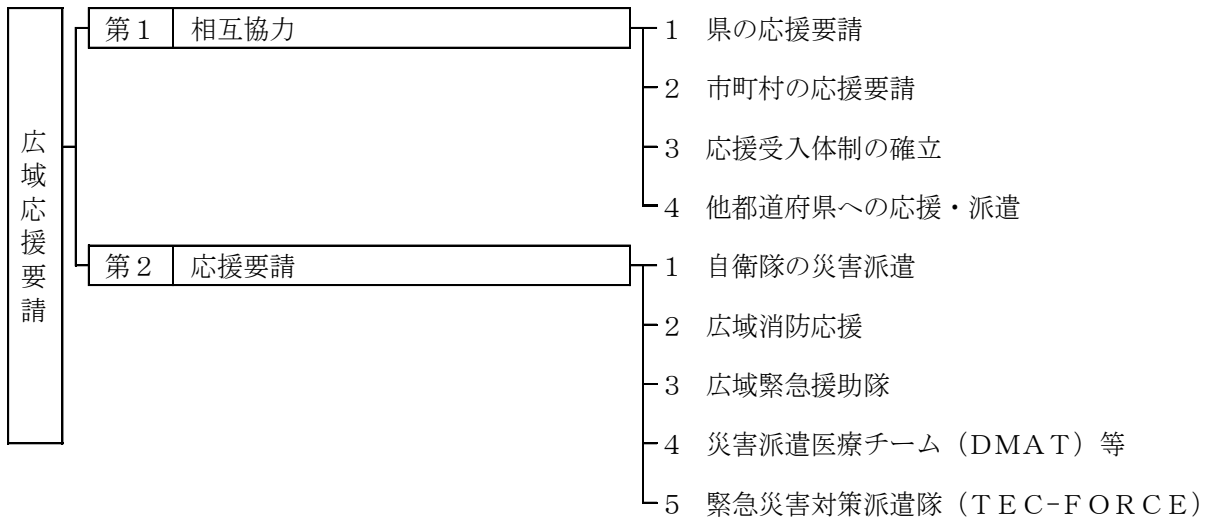 広域応援要請
第１ 相互協力
１ 県の応援要請
２ 市町村の応援要請
３ 応援受入体制の確立
４ 他都道府県への応援・派遣
第２ 応援要請
１ 自衛隊の災害派遣
２ 広域消防応援
３ 広域緊急援助隊
４ 災害派遣医療チーム（ＤＭＡＴ）等
５ 緊急災害対策派遣隊（ＴＥＣ-ＦＯＲＣＥ）